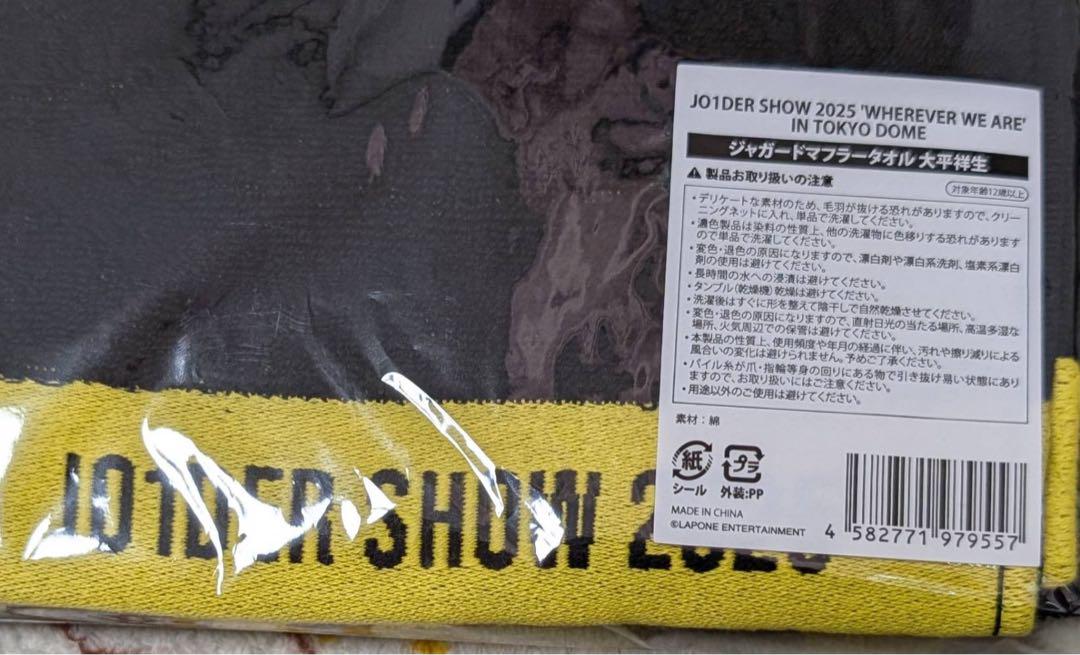 JO1DER SHOW 2025 'WHEREVER WE ARE'
IN TOKYO DOME
ジャガードマフラータオル 大平祥生
製品お取り扱いの注意
対象年齢12歳以上
・デリケートな素材のため、毛羽が抜ける恐れがありますので、クリー
ニングネットに入れ、単品で洗濯してください。
・濃色製品は染料の性質上、他の洗濯物に色移りする恐れがあります
ので単品で洗濯してください。
・変色・退色の原因になりますので、漂白剤や漂白系洗剤、塩素系漂白
剤の使用は避けてください。
・長時間の水への浸漬は避けてください。
・タンブル(乾燥機)乾燥は避けてください。
・洗濯後はすぐに形を整えて陰干しで自然乾燥させてください。
・変色・退色の原因になりますので、直射日光の当たる場所、高温多湿な
場所、火気周辺での保管は避けてください。
・本製品の性質上、使用頻度や年月の経過に伴い、汚れや擦り減りによる
風合いの変化は避けられません。予めご了承ください。
・パイル糸が爪・指輪等身の回りにある物で引き抜け易い状態にあり
ますので、お取り扱いにはご注意ください。
・用途以外のご使用は避けてください。
素材：綿
紙
シール
プラ
外装:PP
MADE IN CHINA
©LAPONE ENTERTAINMENT
4 582771 979557
JO1DER SHOW 2025